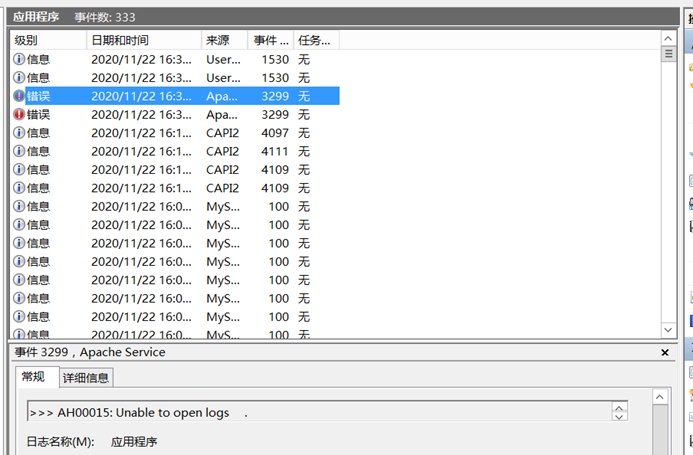 应用程序 事件数: 333
级别 日期和时间 来源 事件 ... 任务...
信息 2020/11/22 16:3... User... 1530 无
信息 2020/11/22 16:3... User... 1530 无
错误 2020/11/22 16:3... Apa... 3299 无
错误 2020/11/22 16:3... Apa... 3299 无
信息 2020/11/22 16:1... CAPI2 4097 无
信息 2020/11/22 16:1... CAPI2 4111 无
信息 2020/11/22 16:1... CAPI2 4109 无
信息 2020/11/22 16:1... CAPI2 4109 无
信息 2020/11/22 16:0... MyS... 100 无
信息 2020/11/22 16:0... MyS... 100 无
信息 2020/11/22 16:0... MyS... 100 无
信息 2020/11/22 16:0... MyS... 100 无
信息 2020/11/22 16:0... MyS... 100 无
信息 2020/11/22 16:0... MyS... 100 无
信息 2020/11/22 16:0... MyS... 100 无
信息 2020/11/22 16:0... MyS... 100 无
事件 3299，Apache Service
常规 详细信息
>>> AH00015: Unable to open logs .
日志名称(M): 应用程序